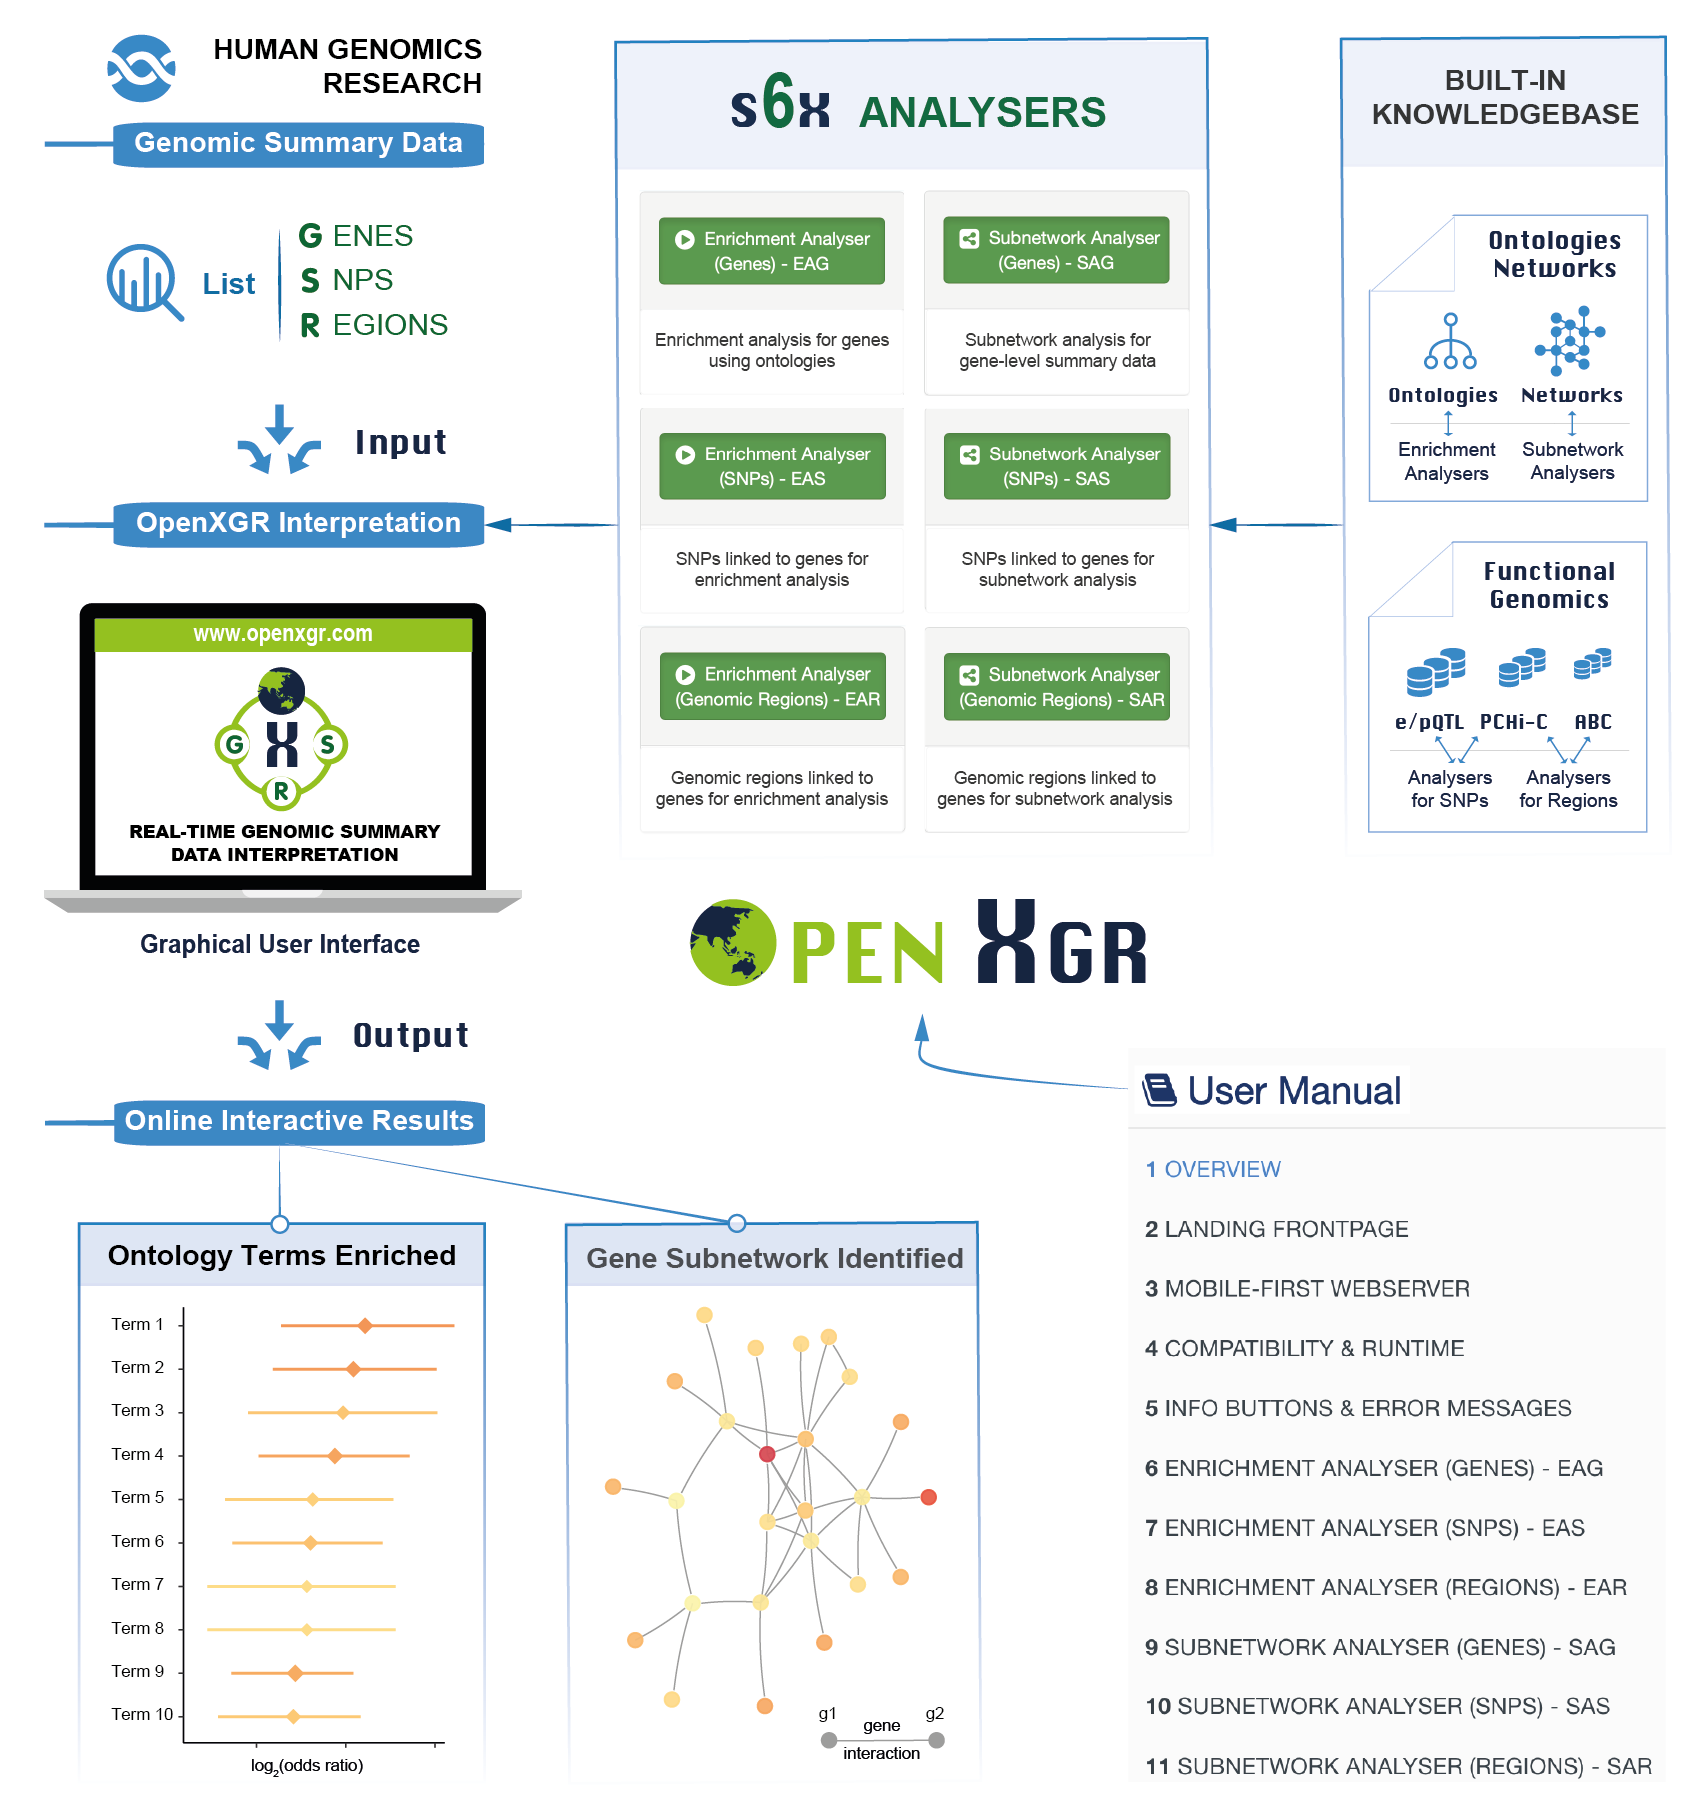 HUMAN GENOMICS
RESEARCH
Genomic Summary Data
List
G ENES
S NPS
R EGIONS
Input
OpenXGR Interpretation
www.openxgr.com
G X S
R
REAL-TIME GENOMIC SUMMARY
DATA INTERPRETATION
Graphical User Interface
Output
Online Interactive Results
s6x ANALYSERS
Enrichment Analyser
(Genes) - EAG
Enrichment analysis for genes
using ontologies
Subnetwork Analyser
(Genes) - SAG
Subnetwork analysis for
gene-level summary data
Enrichment Analyser
(SNPs) - EAS
SNPs linked to genes for
enrichment analysis
Subnetwork Analyser
(SNPs) - SAS
SNPs linked to genes for
subnetwork analysis
Enrichment Analyser
(Genomic Regions) - EAR
Genomic regions linked to
genes for enrichment analysis
Subnetwork Analyser
(Genomic Regions) - SAR
Genomic regions linked to
genes for subnetwork analysis
BUILT-IN
KNOWLEDGEBASE
Ontologies
Networks
Ontologies Networks
Enrichment
Analysers
Subnetwork
Analysers
Functional
Genomics
e/pQTL PCHi-C ABC
Analysers
for SNPs
Analysers
for Regions
PEN XGR
Ontology Terms Enriched
Term 1
Term 2
Term 3
Term 4
Term 5
Term 6
Term 7
Term 8
Term 9
Term 10
log2(odds ratio)
Gene Subnetwork Identified
g1 g2
gene
interaction
User Manual
1 OVERVIEW
2 LANDING FRONTPAGE
3 MOBILE-FIRST WEBSERVER
4 COMPATIBILITY & RUNTIME
5 INFO BUTTONS & ERROR MESSAGES
6 ENRICHMENT ANALYSER (GENES) - EAG
7 ENRICHMENT ANALYSER (SNPS) - EAS
8 ENRICHMENT ANALYSER (REGIONS) - EAR
9 SUBNETWORK ANALYSER (GENES) - SAG
10 SUBNETWORK ANALYSER (SNPS) - SAS
11 SUBNETWORK ANALYSER (REGIONS) - SAR